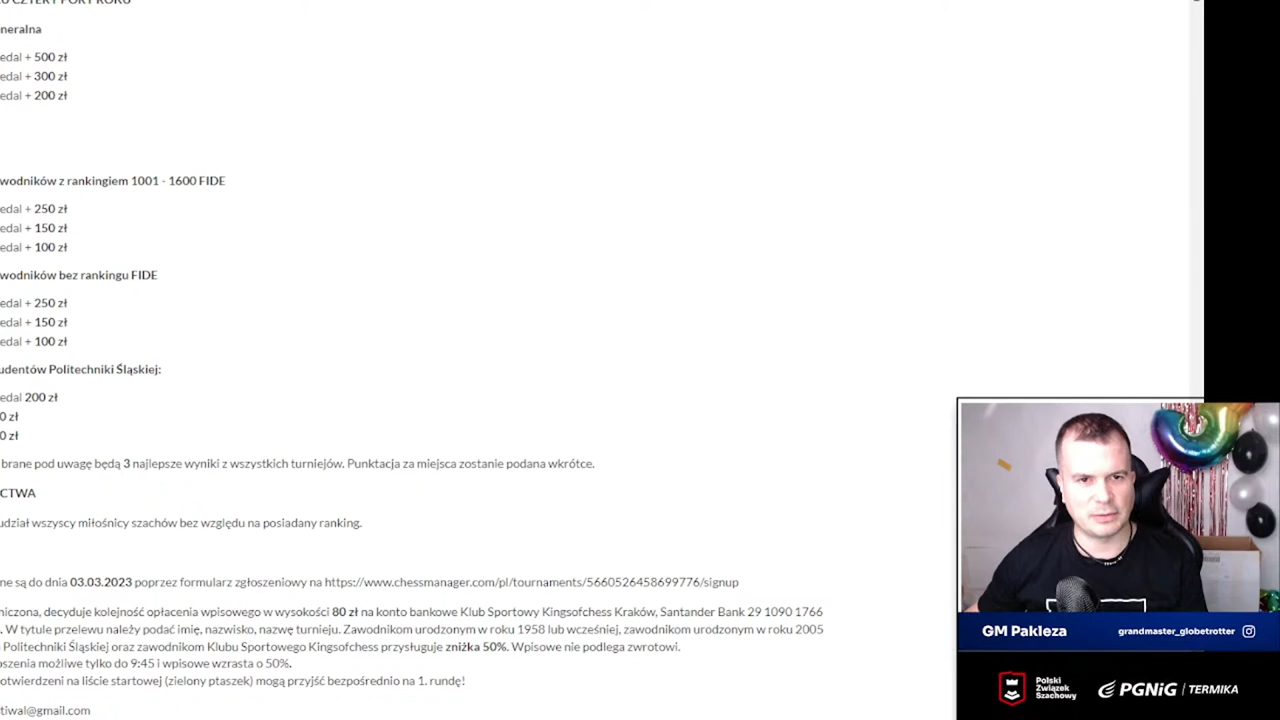 neralna
edal + 500 zł
edal + 300 zł
edal + 200 zł
wodników z rankingiem 1001 - 1600 FIDE
edal + 250 zł
edal + 150 zł
edal + 100 zł
wodników bez rankingu FIDE
edal + 250 zł
edal + 150 zł
edal + 100 zł
udentów Politechniki Śląskiej:
edal 200 zł
0 zł
0 zł
brane pod uwagę będą 3 najlepsze wyniki z wszystkich turniejów. Punktacja za miejsca zostanie podana wkrótce.
CTWA
udział wszyscy miłośnicy szachów bez względu na posiadany ranking.
ne są do dnia 03.03.2023 poprzez formularz zgłoszeniowy na https://www.chessmanager.com/pl/tournaments/5660526458699776/signup
niczona, decyduje kolejność opłacenia wpisowego w wysokości 80 zł na konto bankowe Klub Sportowy Kingsofchess Kraków, Santander Bank 29 1090 1766
. W tytule przelewu należy podać imię, nazwisko, nazwę turnieju. Zawodnikom urodzonym w roku 1958 lub wcześniej, zawodnikom urodzonym w roku 2005
Politechniki Śląskiej oraz zawodnikom Klubu Sportowego Kingsofchess przysługuje zniżka 50%. Wpisowe nie podlega zwrotowi.
oszenia możliwe tylko do 9:45 i wpisowe wzrasta o 50%.
otwierdzeni na liście startowej (zielony ptaszek) mogą przyjść bezpośrednio na 1. rundę!
tiwal@gmail.com
GM Pakleza
grandmaster_globetrotter
Polski
Związek
Szachowy
PGNiG | TERMIKA